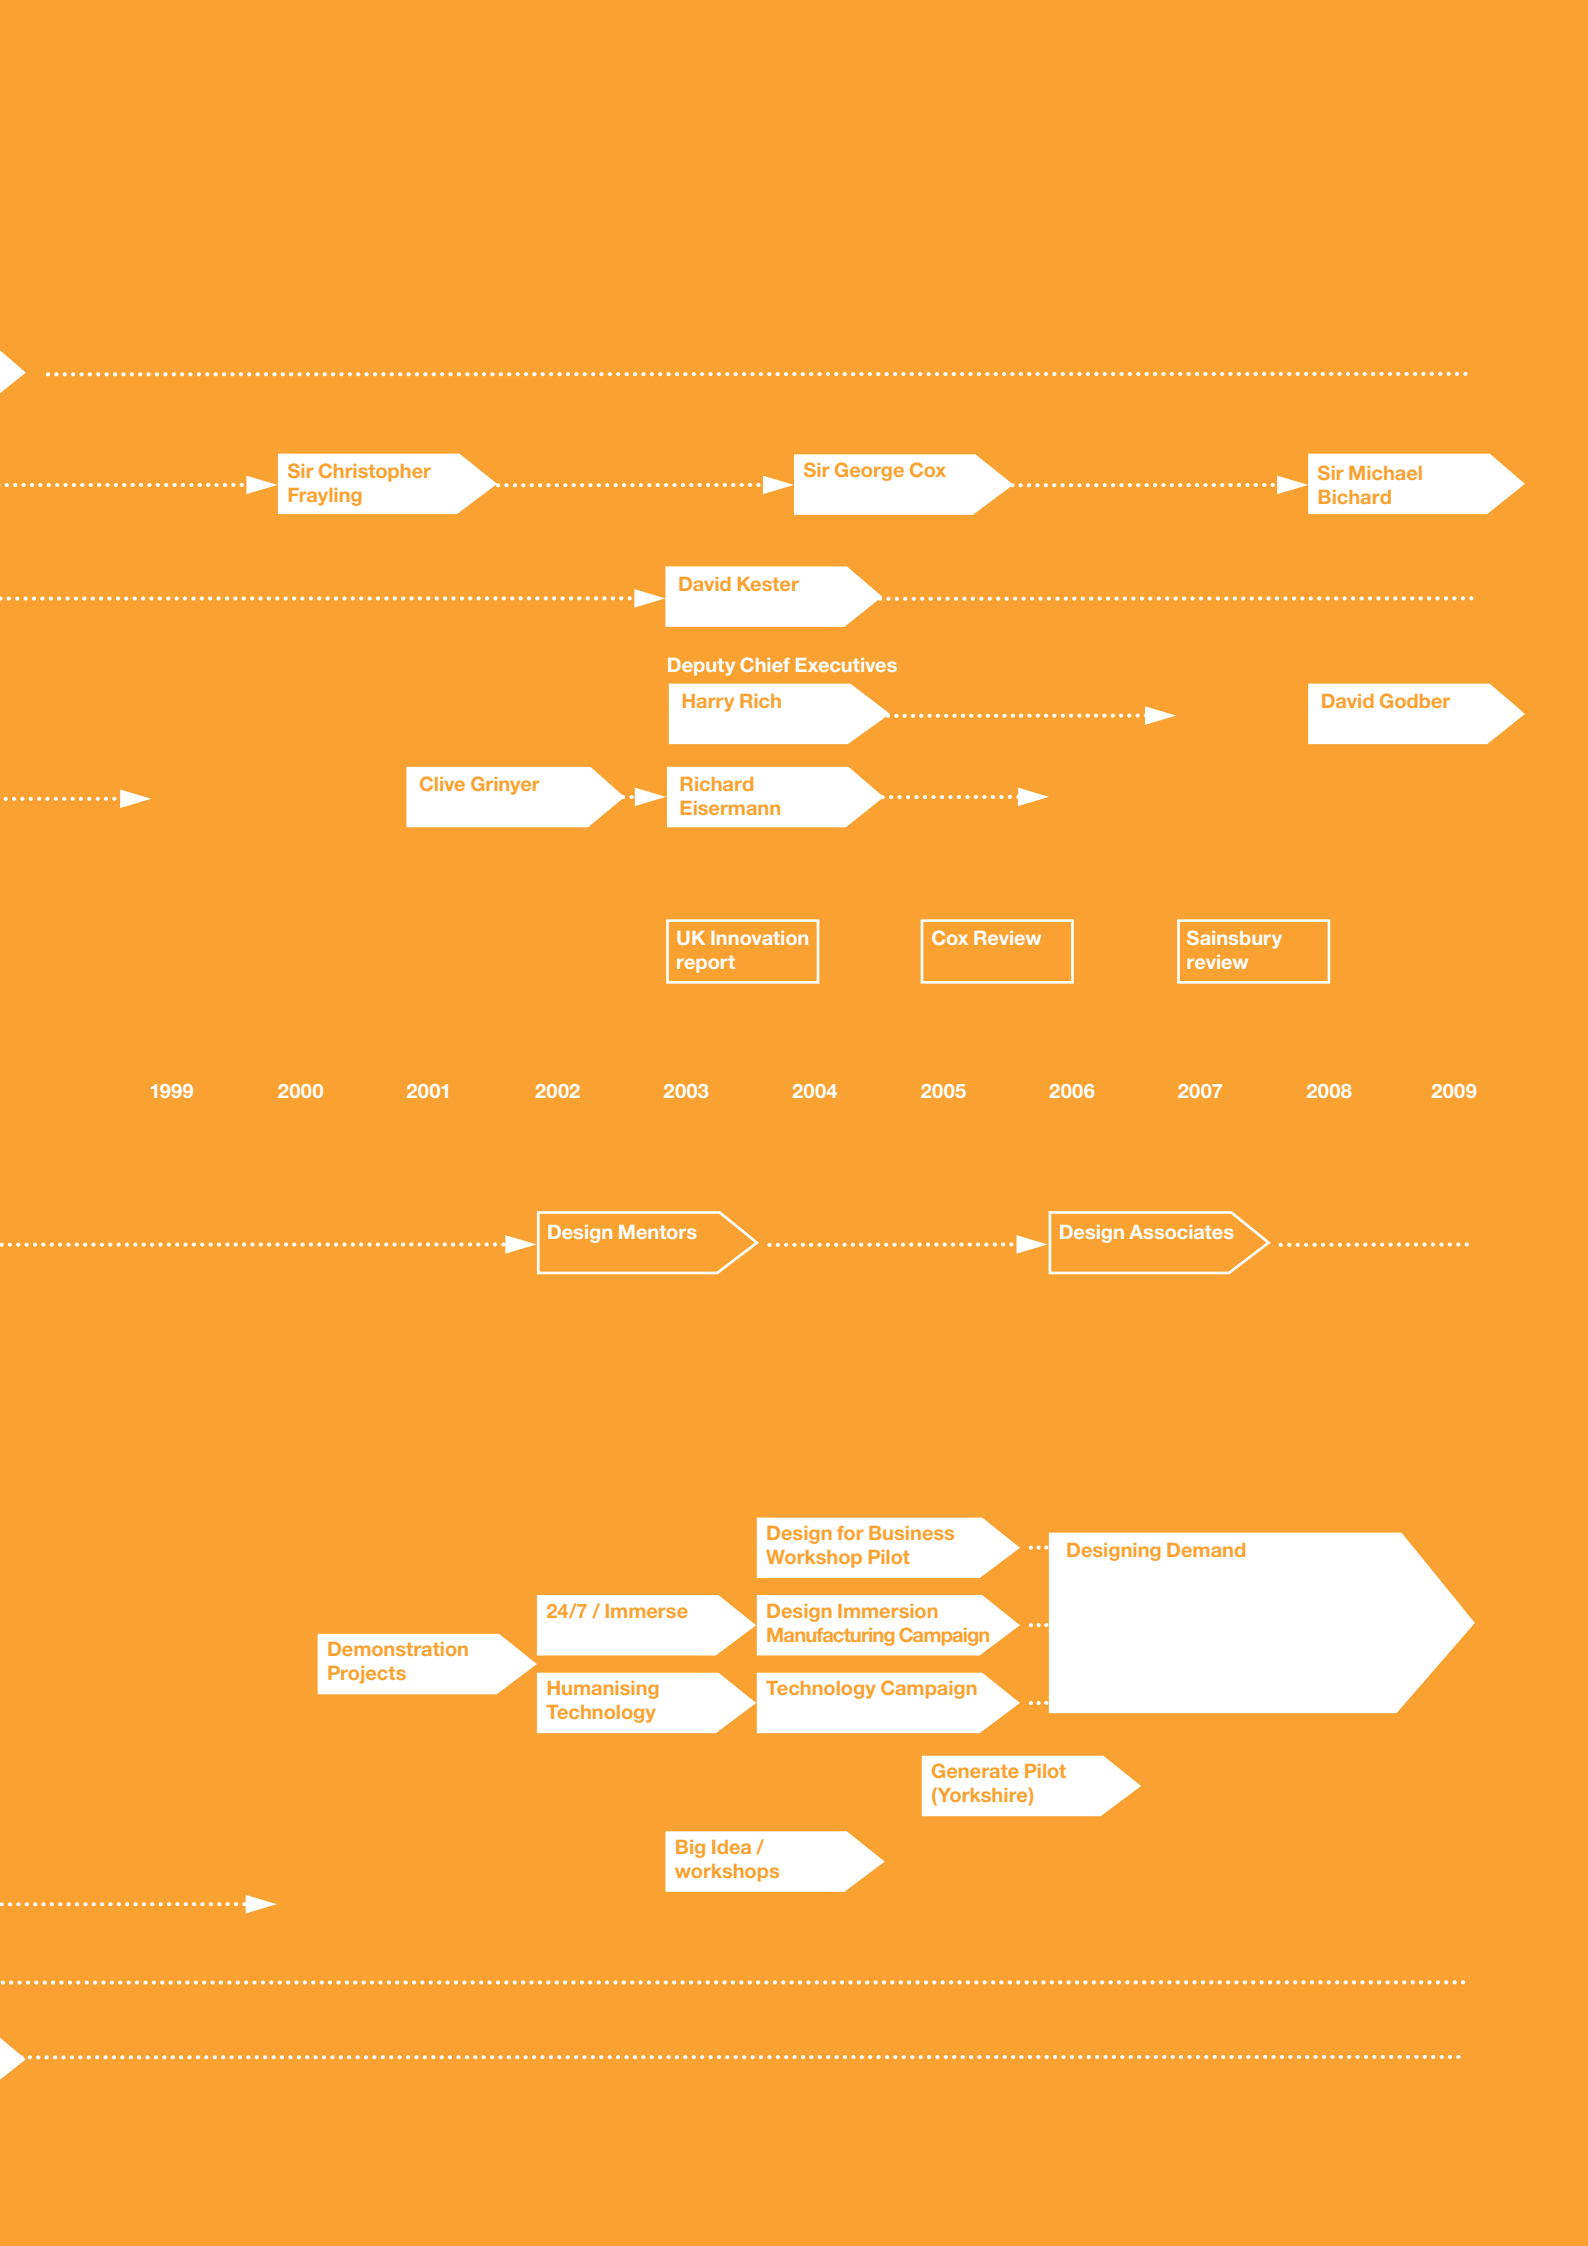 Sir Christopher
Frayling
Sir George Cox
Sir Michael
Bichard
David Kester
Deputy Chief Executives
Harry Rich
David Godber
Clive Grinyer
Richard
Eisermann
UK Innovation
report
Cox Review
Sainsbury
review
1999 2000 2001 2002 2003 2004 2005 2006 2007 2008 2009
Design Mentors
Design Associates
Design for Business
Workshop Pilot
Designing Demand
24/7 / Immerse
Design Immersion
Manufacturing Campaign
Demonstration
Projects
Humanising
Technology
Technology Campaign
Generate Pilot
(Yorkshire)
Big Idea /
workshops